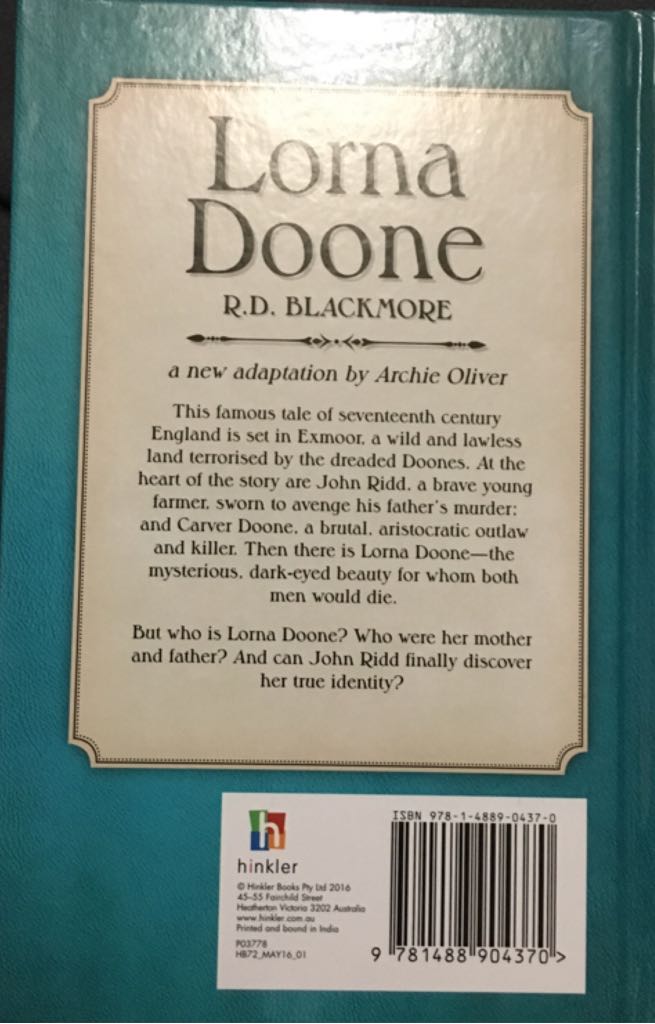 Lorna
Doone
R.D. BLACKMORE
a new adaptation by Archie Oliver
This famous tale of seventeenth century
England is set in Exmoor, a wild and lawless
land terrorised by the dreaded Doones. At the
heart of the story are John Ridd, a brave young
farmer, sworn to avenge his father's murder;
and Carver Doone, a brutal, aristocratic outlaw
and killer. Then there is Lorna Doone—the
mysterious, dark-eyed beauty for whom both
men would die.
But who is Lorna Doone? Who were her mother
and father? And can John Ridd finally discover
her true identity?
h
hinkler
© Hinkler Books Pty Ltd 2016
45–55 Fairchild Street
Heatherton Victoria 3202 Australia
www.hinkler.com.au
Printed and bound in India
P03778
HB72_MAY16_01
ISBN 978-1-4889-0437-0
9 781488 904370 >